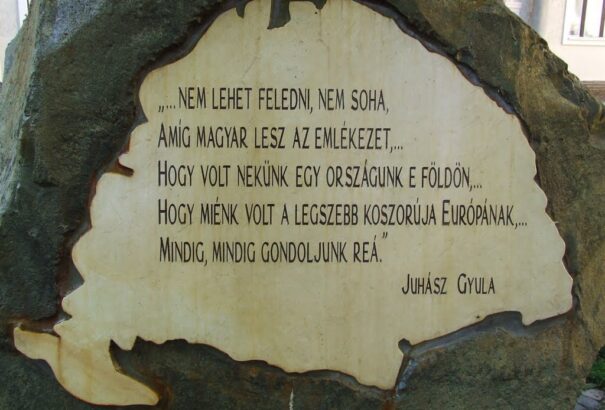 „... NEM LEHET FELEDNI, NEM SOHA,
AMÍG MAGYAR LESZ AZ EMLÉKEZET,...
HOGY VOLT NEKÜNK EGY ORSZÁGUNK E FÖLDÖN,...
HOGY MIÉNK VOLT A LEGSZEBB KOSZORÚJA EURÓPÁNAK,...
MINDIG, MINDIG GONDOLJUNK REÁ.”
JUHÁSZ GYULA